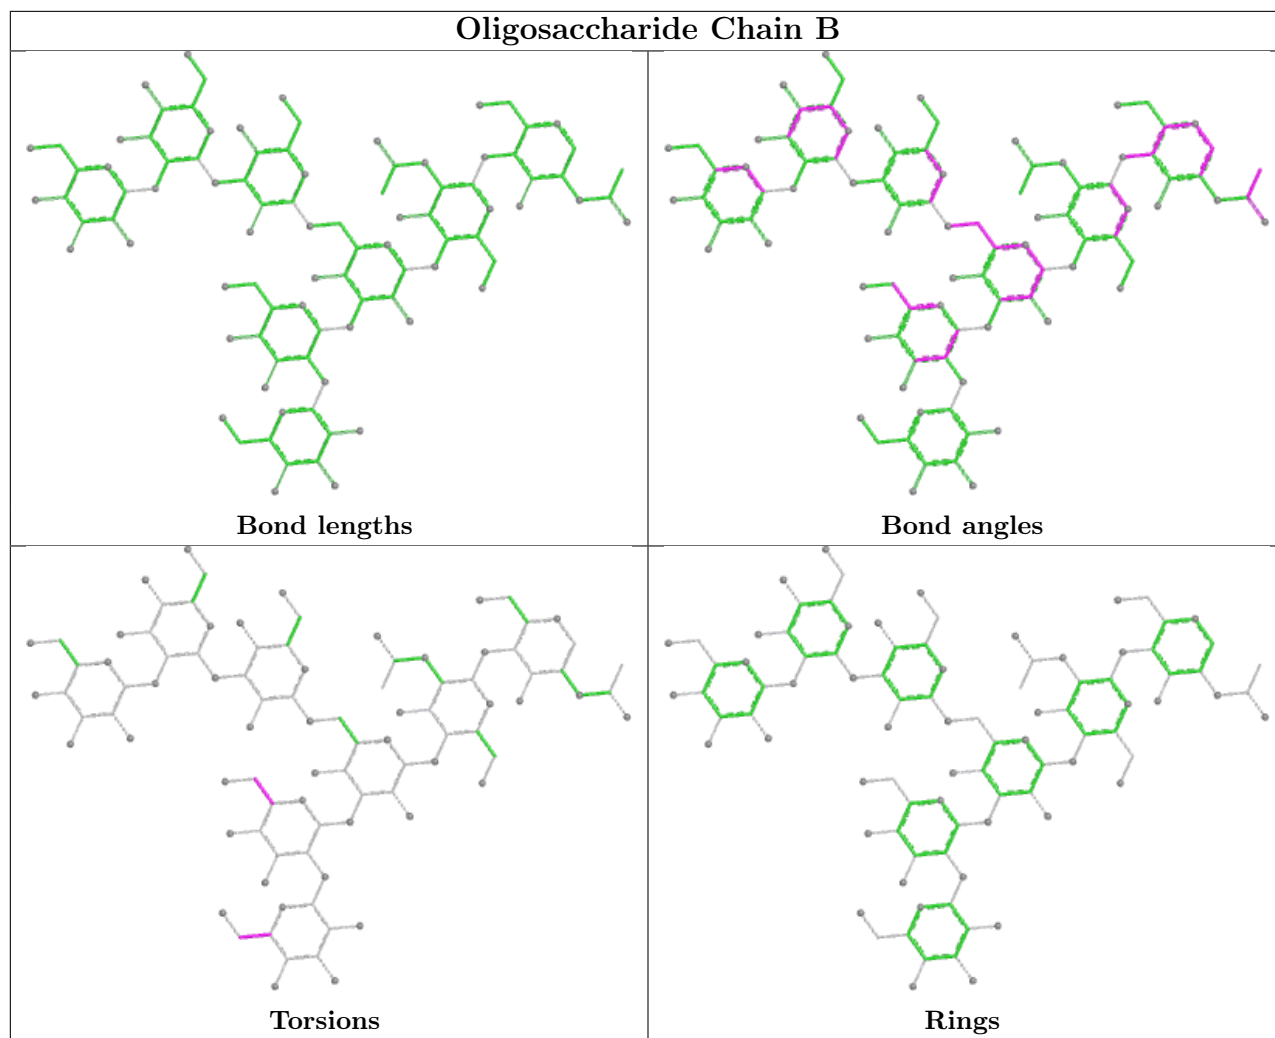 Oligosaccharide Chain B
Bond lengths
Bond angles
Torsions
Rings